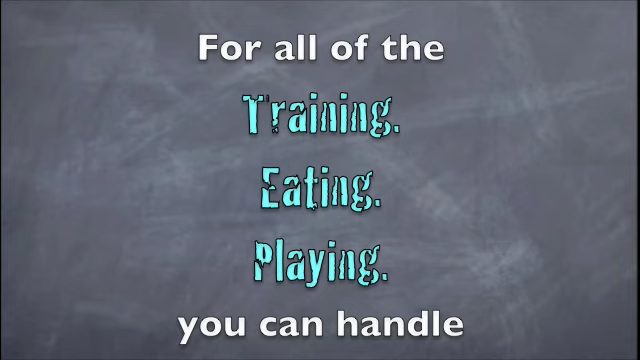 For all of the
Training.
Eating.
Playing.
you can handle